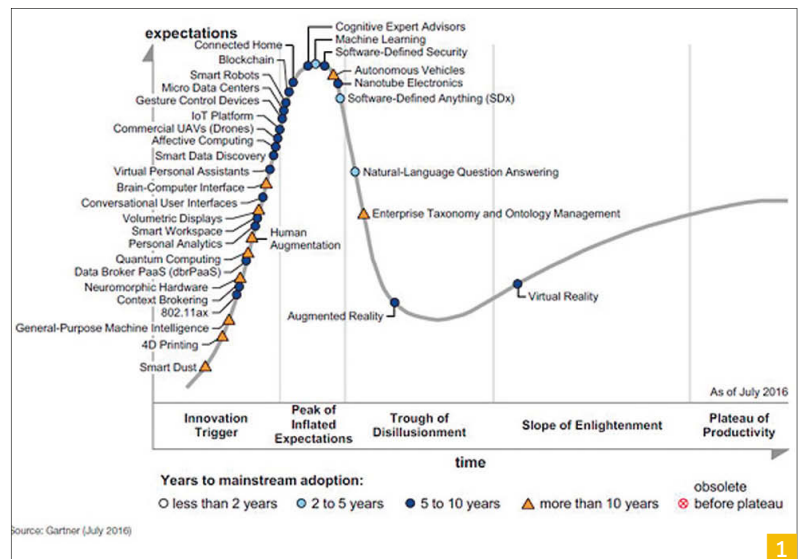 expectations
Cognitive Expert Advisors
Machine Learning
Software-Defined Security
Connected Home
Blockchain
Smart Robots
Micro Data Centers
Gesture Control Devices
IoT Platform
Commercial UAVs (Drones)
Affective Computing
Smart Data Discovery
Virtual Personal Assistants
Brain-Computer Interface
Conversational User Interfaces
Volumetric Displays
Smart Workspace
Personal Analytics
Quantum Computing
Data Broker PaaS (dbrPaaS)
Neuromorphic Hardware
Context Brokering
802.11ax
General-Purpose Machine Intelligence
4D Printing
Smart Dust
Human
Augmentation
Autonomous Vehicles
Nanotube Electronics
Software-Defined Anything (SDx)
Natural-Language Question Answering
Enterprise Taxonomy and Ontology Management
Augmented Reality
Virtual Reality
As of July 2016
Innovation
Trigger
Peak of
Inflated
Expectations
Trough of
Disillusionment
Slope of Enlightenment
Plateau of
Productivity
time
Years to mainstream adoption:
less than 2 years
2 to 5 years
5 to 10 years
more than 10 years
obsolete
before plateau
Source: Gartner (July 2016)
1